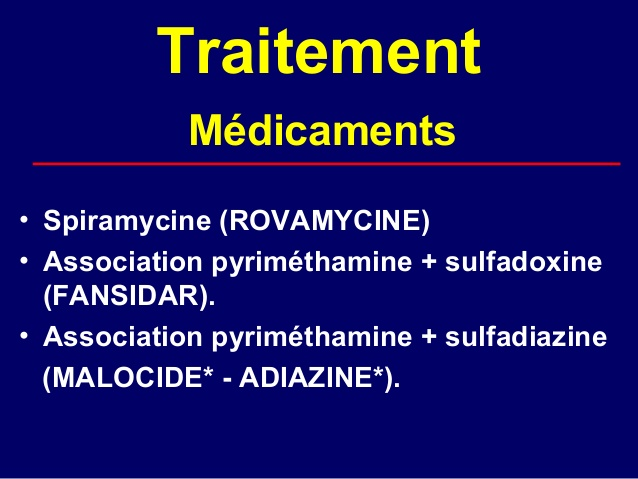 Traitement
Médicaments
• Spiramycine (ROVAMYCINE)
• Association pyriméthamine + sulfadoxine
(FANSIDAR).
• Association pyriméthamine + sulfadiazine
(MALOCIDE* - ADIAZINE*).